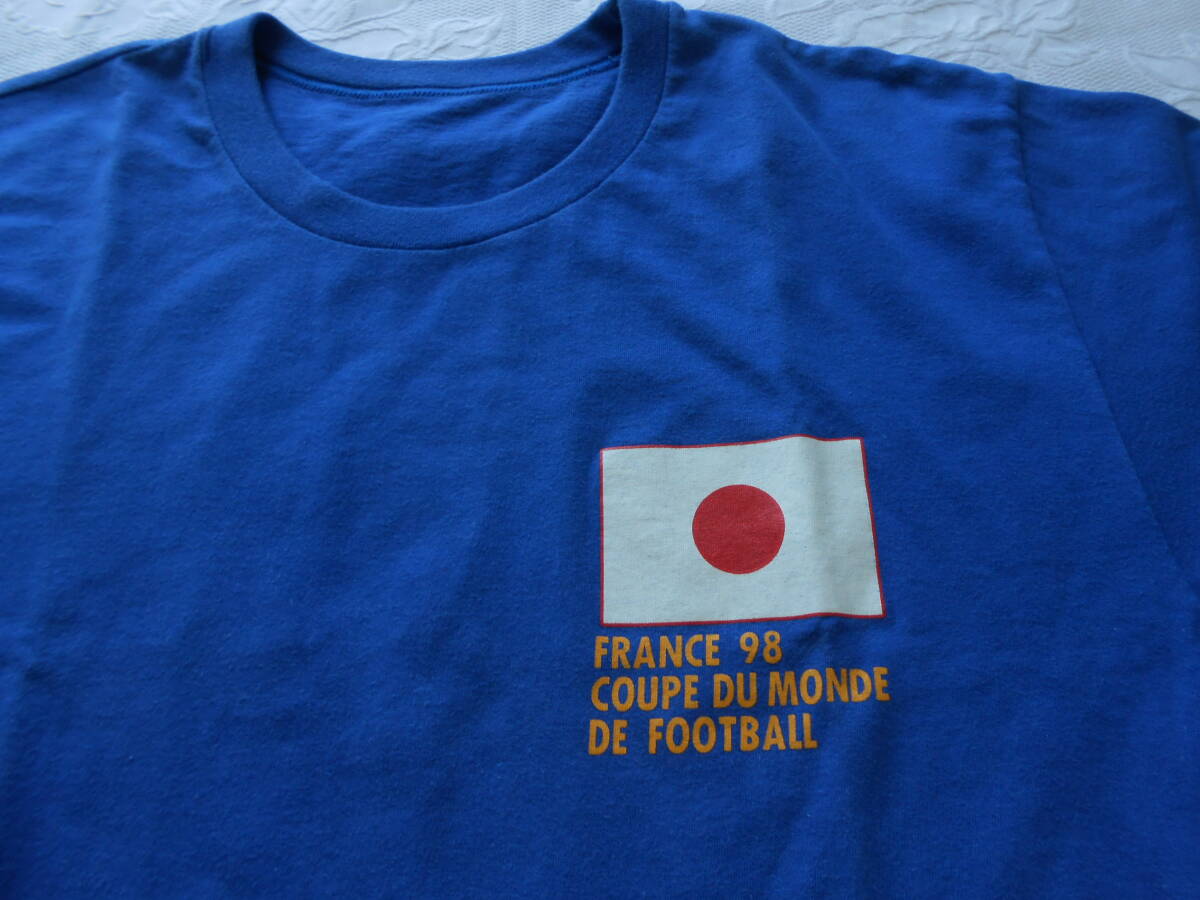 FRANCE 98
COUPE DU MONDE
DE FOOTBALL